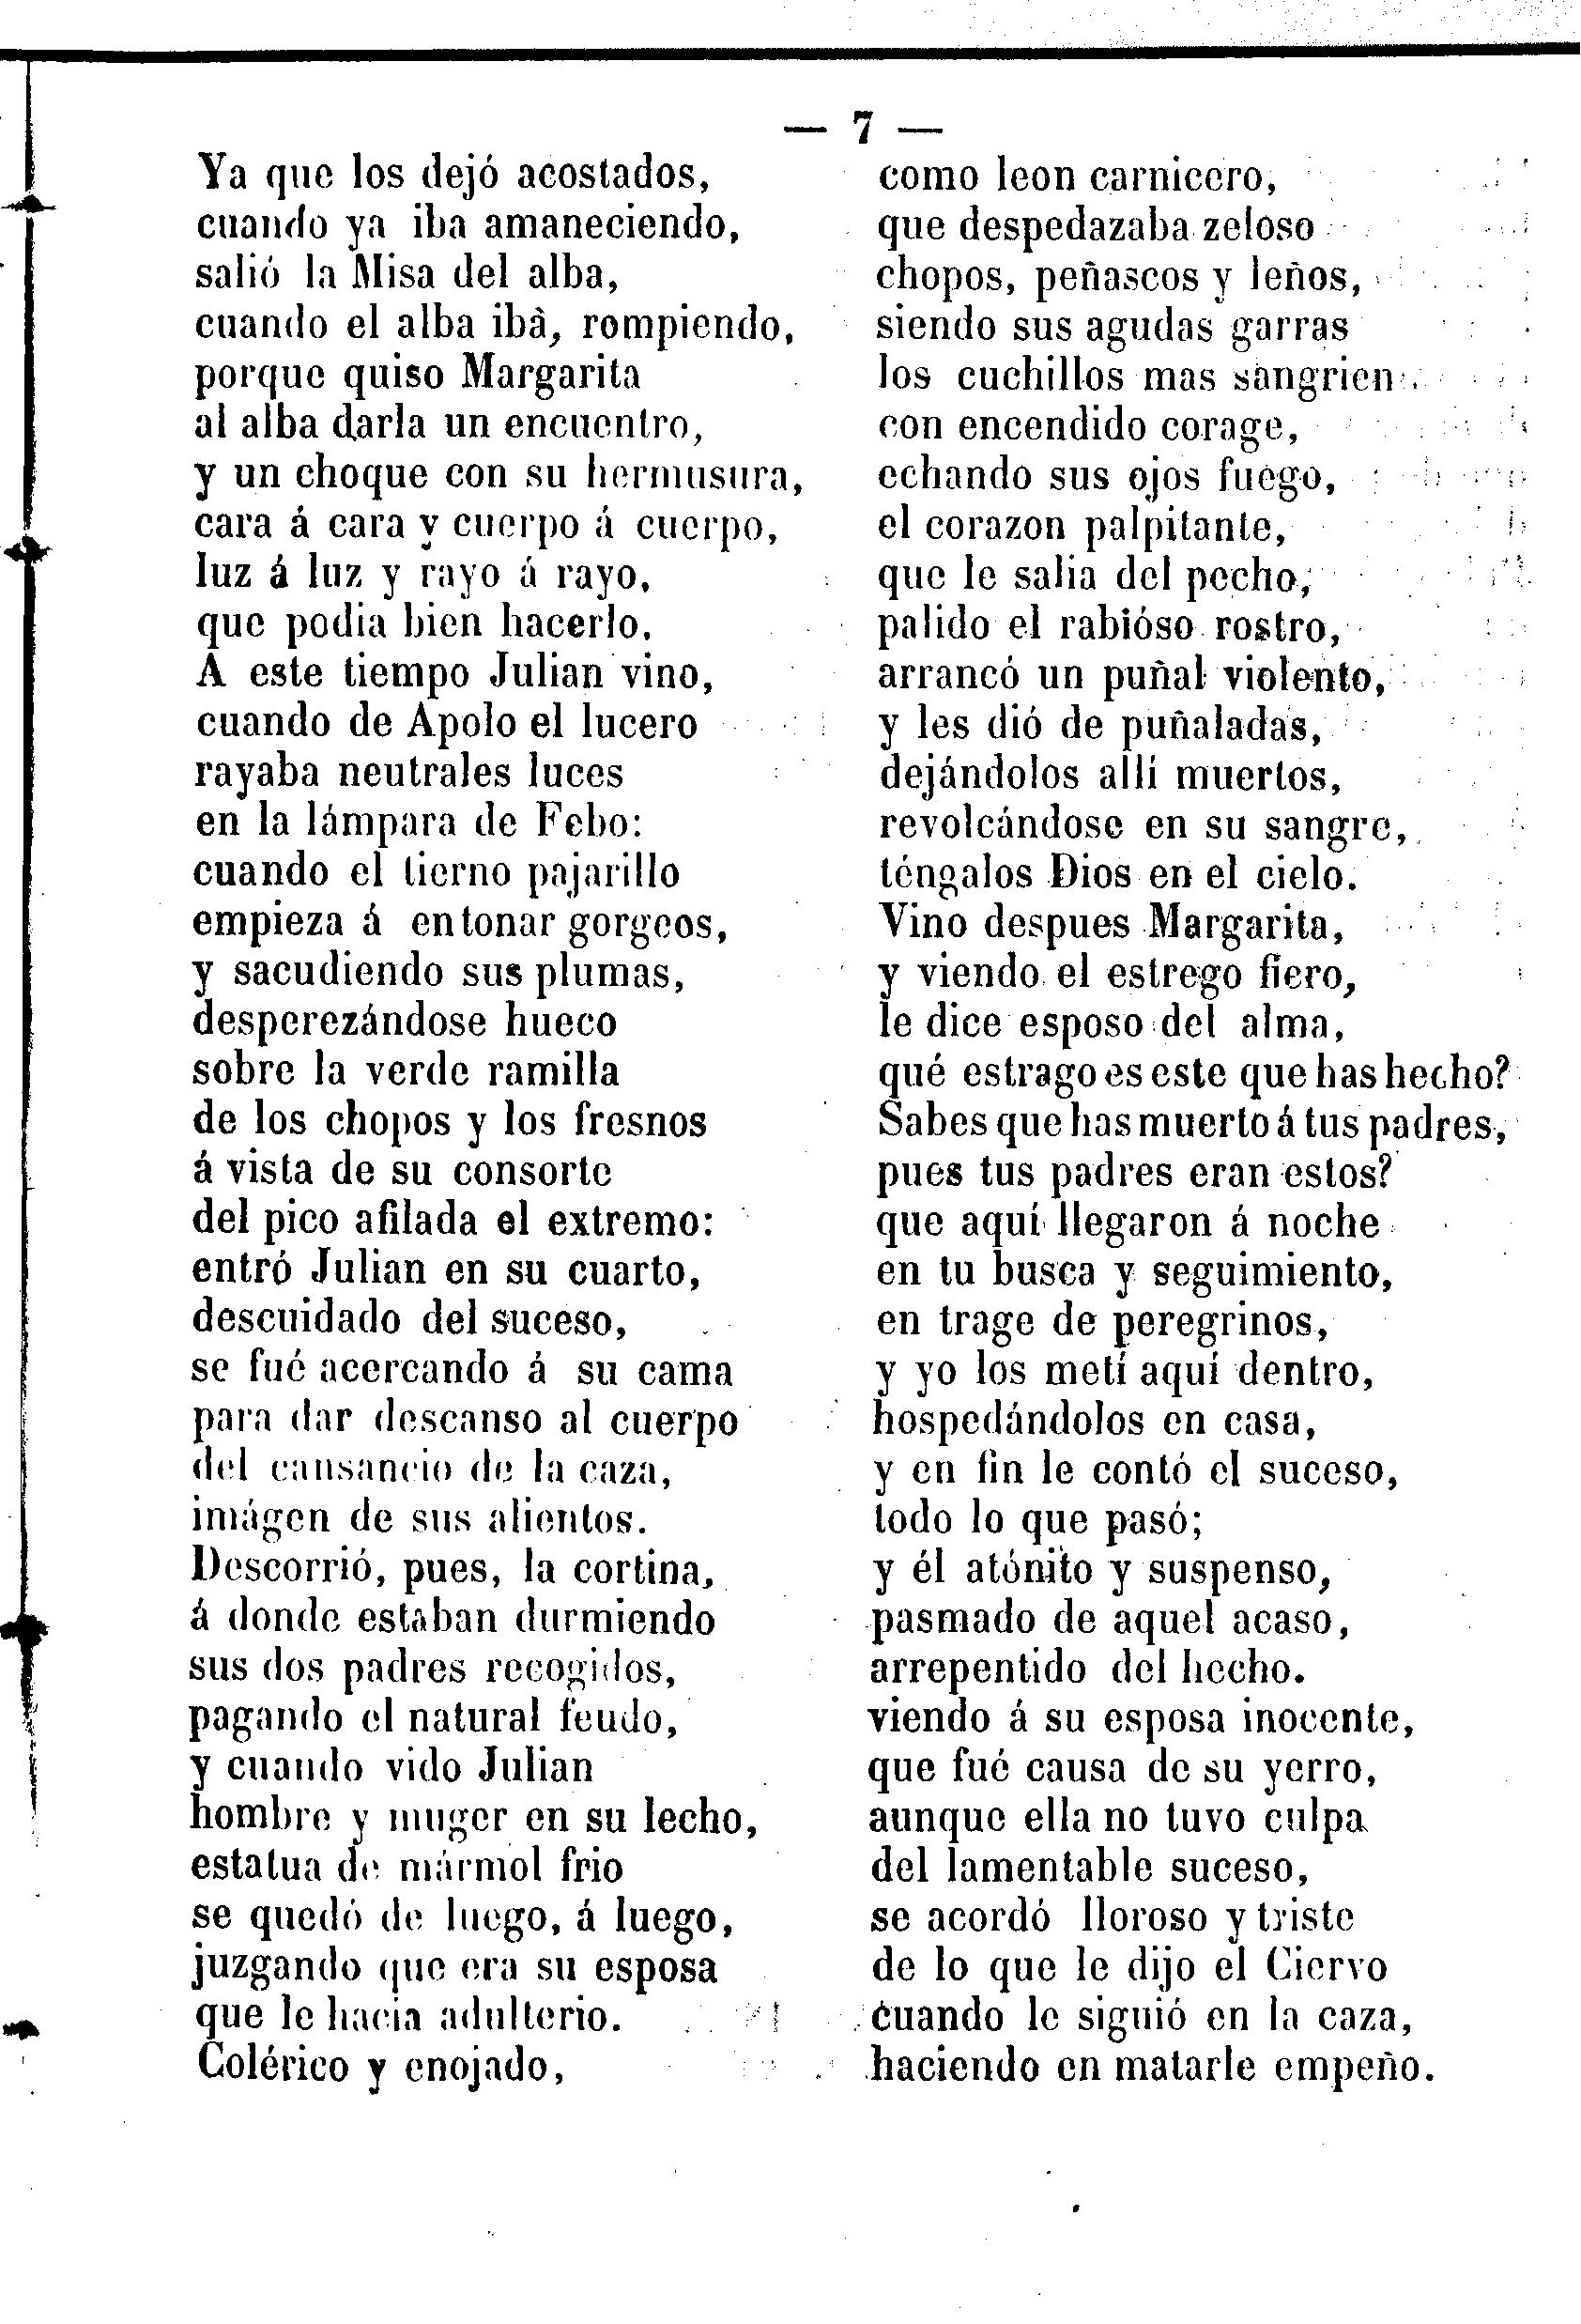 — 7 —
Ya que los dejó acostados,
cuando ya iba amaneciendo,
salió la Misa del alba,
cuando el alba ibà, rompiendo,
porque quiso Margarita
al alba darla un encuentro,
y un choque con su hermusura,
cara á cara y cuerpo á cuerpo,
luz á luz y rayo á rayo,
que podia bien hacerlo.
A este tiempo Julian vino,
cuando de Apolo el lucero
rayaba neutrales luces
en la lámpara de Febo:
cuando el tierno pajarillo
empieza á entonar gorgeos,
y sacudiendo sus plumas,
desperezándose hueco
sobre la verde ramilla
de los chopos y los fresnos
á vista de su consorte
del pico afilada el extremo:
entró Julian en su cuarto,
descuidado del suceso,
se fué acercando á su cama
para dar descanso al cuerpo
del cansancio de la caza,
imágen de sus alientos.
Descorrió, pues, la cortina,
á donde estaban durmiendo
sus dos padres recogidos,
pagando el natural feudo,
y cuando vido Julian
hombre y muger en su lecho,
estatua de mármol frio
se quedó de luego, á luego,
juzgando que era su esposa
que le hacia adulterio.
Colérico y enojado,
como leon carnicero,
que despedazaba zeloso
chopos, peñascos y leños,
siendo sus agudas garras
los cuchillos mas sangrien
con encendido corage,
echando sus ojos fuego,
el corazon palpitante,
que le salia del pecho,
palido el rabióso rostro,
arrancó un puñal violento,
y les dió de puñaladas,
dejándolos allí muertos,
revolcándose en su sangre,
téngalos Dios en el cielo.
Vino despues Margarita,
y viendo el estrego fiero,
le dice esposo del alma,
qué estrago es este que has hecho?
Sabes que has muerto á tus padres,
pues tus padres eran estos?
que aquí llegaron á noche
en tu busca y seguimiento,
en trage de peregrinos,
y yo los metí aquí dentro,
hospedándolos en casa,
y en fin le contó el suceso,
todo lo que pasó;
y él atónito y suspenso,
pasmado de aquel acaso,
arrepentido del hecho.
viendo á su esposa inocente,
que fué causa de su yerro,
aunque ella no tuvo culpa
del lamentable suceso,
se acordó lloroso y triste
de lo que le dijo el Ciervo
cuando le siguió en la caza,
haciendo en matarle empeño.